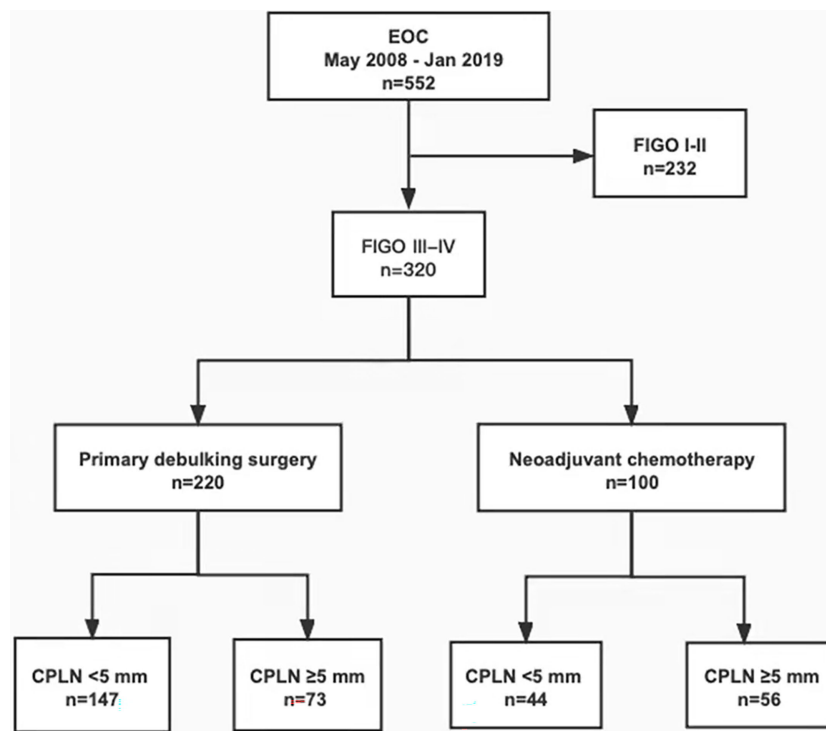 EOC
May 2008 - Jan 2019
n=552
FIGO I-II
n=232
FIGO III–IV
n=320
Primary debulking surgery
n=220
Neoadjuvant chemotherapy
n=100
CPLN <5 mm
n=147
CPLN ≥5 mm
n=73
CPLN <5 mm
n=44
CPLN ≥5 mm
n=56